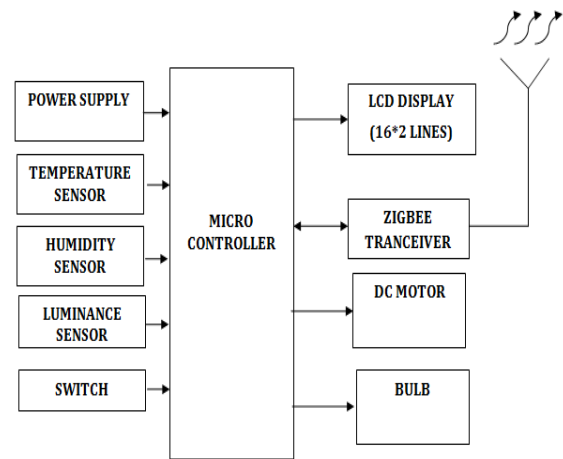 POWER SUPPLY
TEMPERATURE
SENSOR
HUMIDITY
SENSOR
LUMINANCE
SENSOR
SWITCH
MICRO
CONTROLLER
LCD DISPLAY
(16*2 LINES)
ZIGBEE
TRANCEIVER
DC MOTOR
BULB